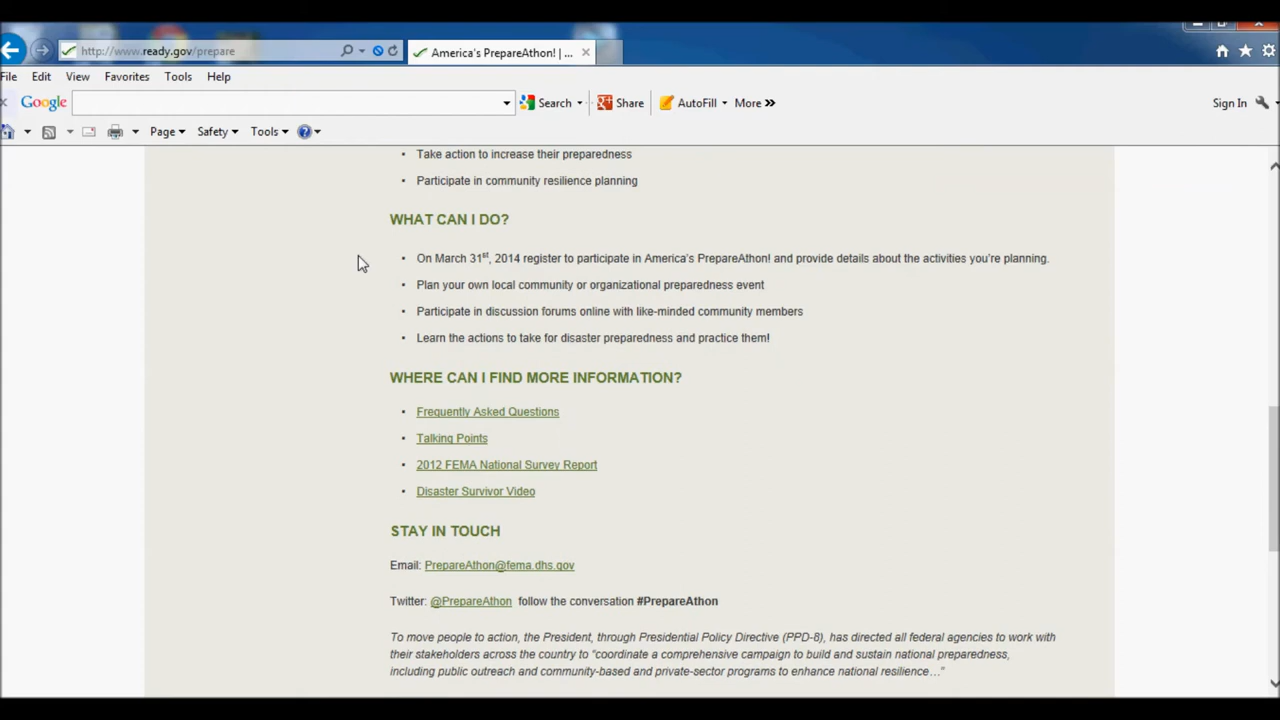 http://www.ready.gov/prepare
America's PrepareAthon! | ...
File Edit View Favorites Tools Help
Google Search Share AutoFill More » Sign In
Page Safety Tools
• Take action to increase their preparedness
• Participate in community resilience planning
WHAT CAN I DO?
• On March 31st, 2014 register to participate in America's PrepareAthon! and provide details about the activities you're planning.
• Plan your own local community or organizational preparedness event
• Participate in discussion forums online with like-minded community members
• Learn the actions to take for disaster preparedness and practice them!
WHERE CAN I FIND MORE INFORMATION?
• Frequently Asked Questions
• Talking Points
• 2012 FEMA National Survey Report
• Disaster Survivor Video
STAY IN TOUCH
Email: PrepareAthon@fema.dhs.gov
Twitter: @PrepareAthon follow the conversation #PrepareAthon
To move people to action, the President, through Presidential Policy Directive (PPD-8), has directed all federal agencies to work with
their stakeholders across the country to “coordinate a comprehensive campaign to build and sustain national preparedness,
including public outreach and community-based and private-sector programs to enhance national resilience…”